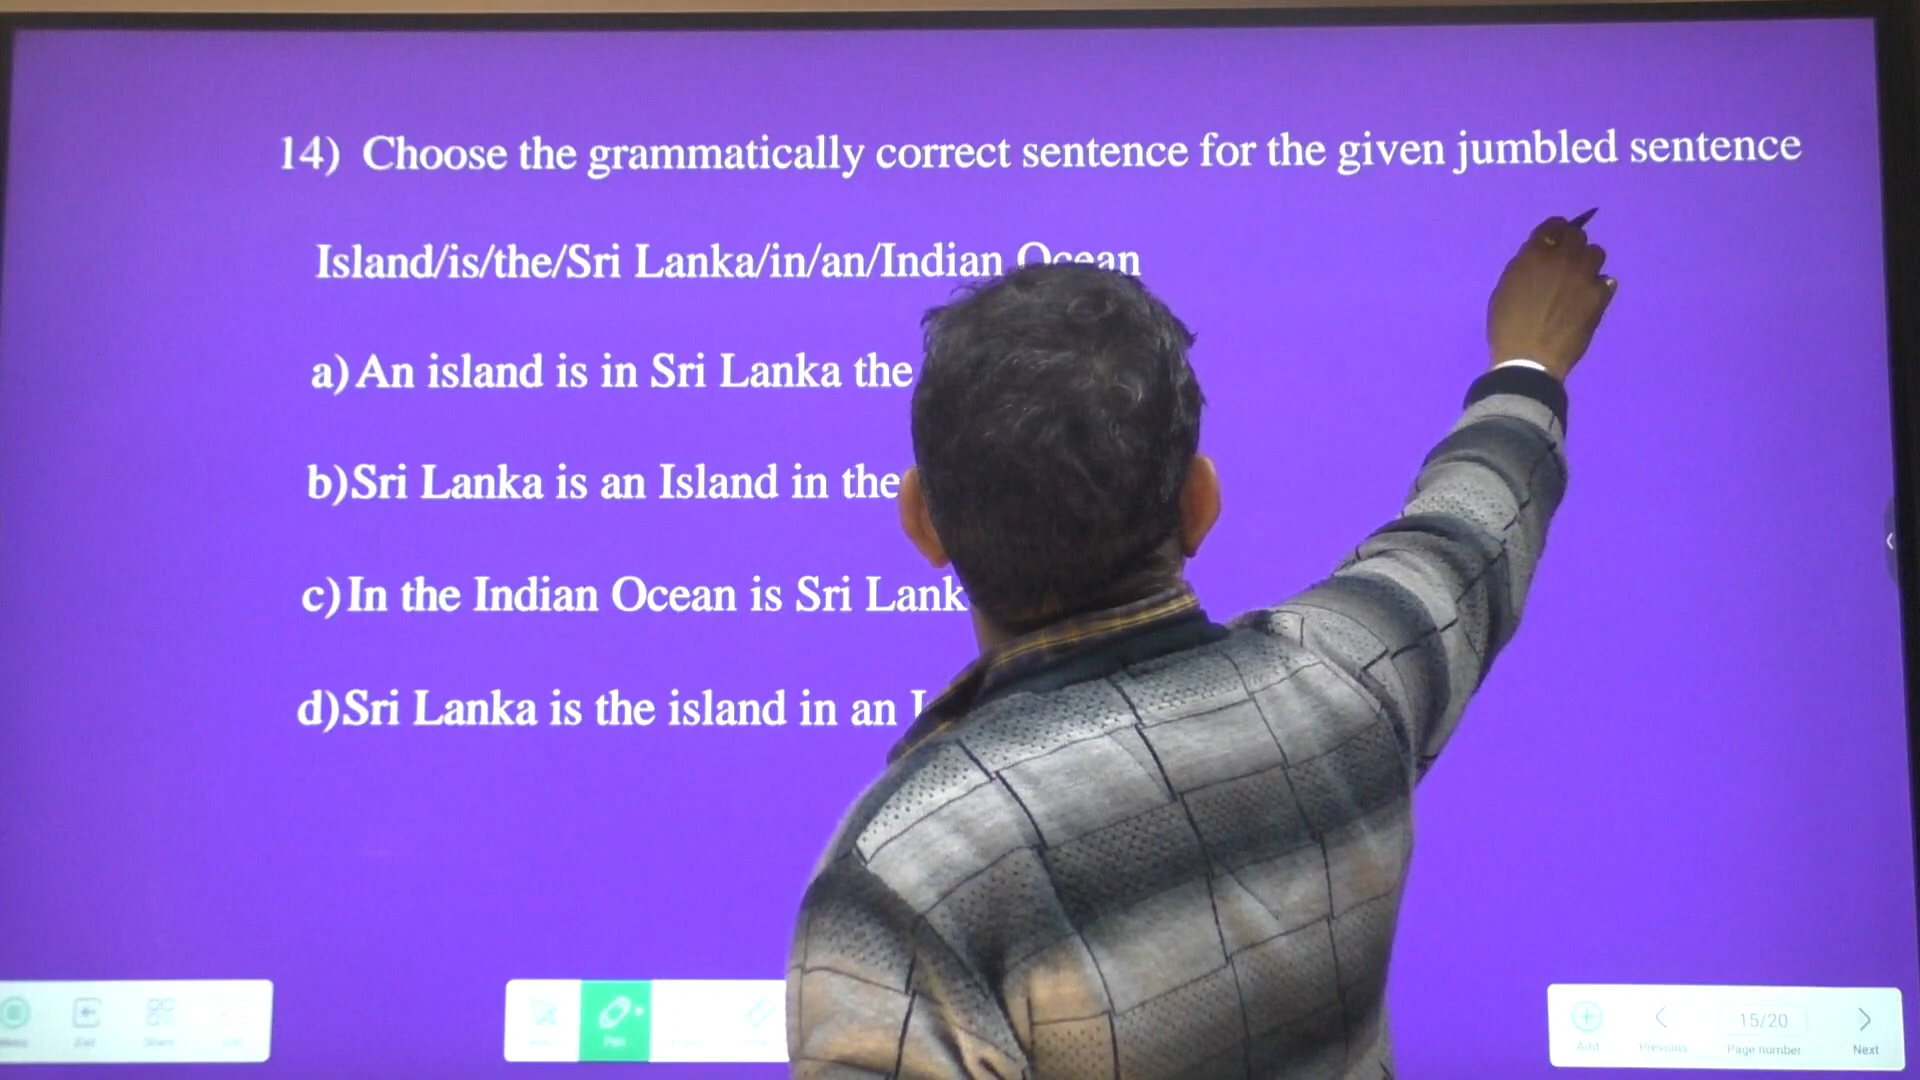 14) Choose the grammatically correct sentence for the given jumbled sentence
Island/is/the/Sri Lanka/in/an/Indian Ocean
a) An island is in Sri Lanka the
b) Sri Lanka is an Island in the
c) In the Indian Ocean is Sri
d) Sri Lanka is the island in an
Pen
Add
Previous
15/20
Page number
Next